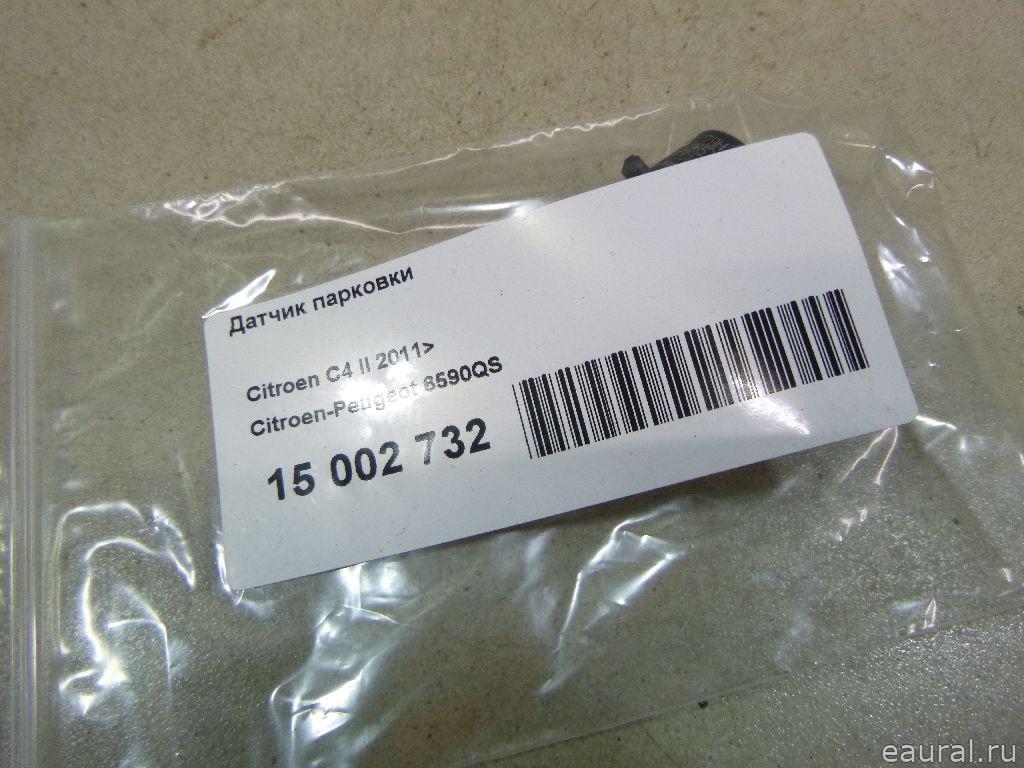 Датчик парковки
Citroen C4 II 2011>
Citroen-Peugeot 6590QS
15 002 732
eaural.ru